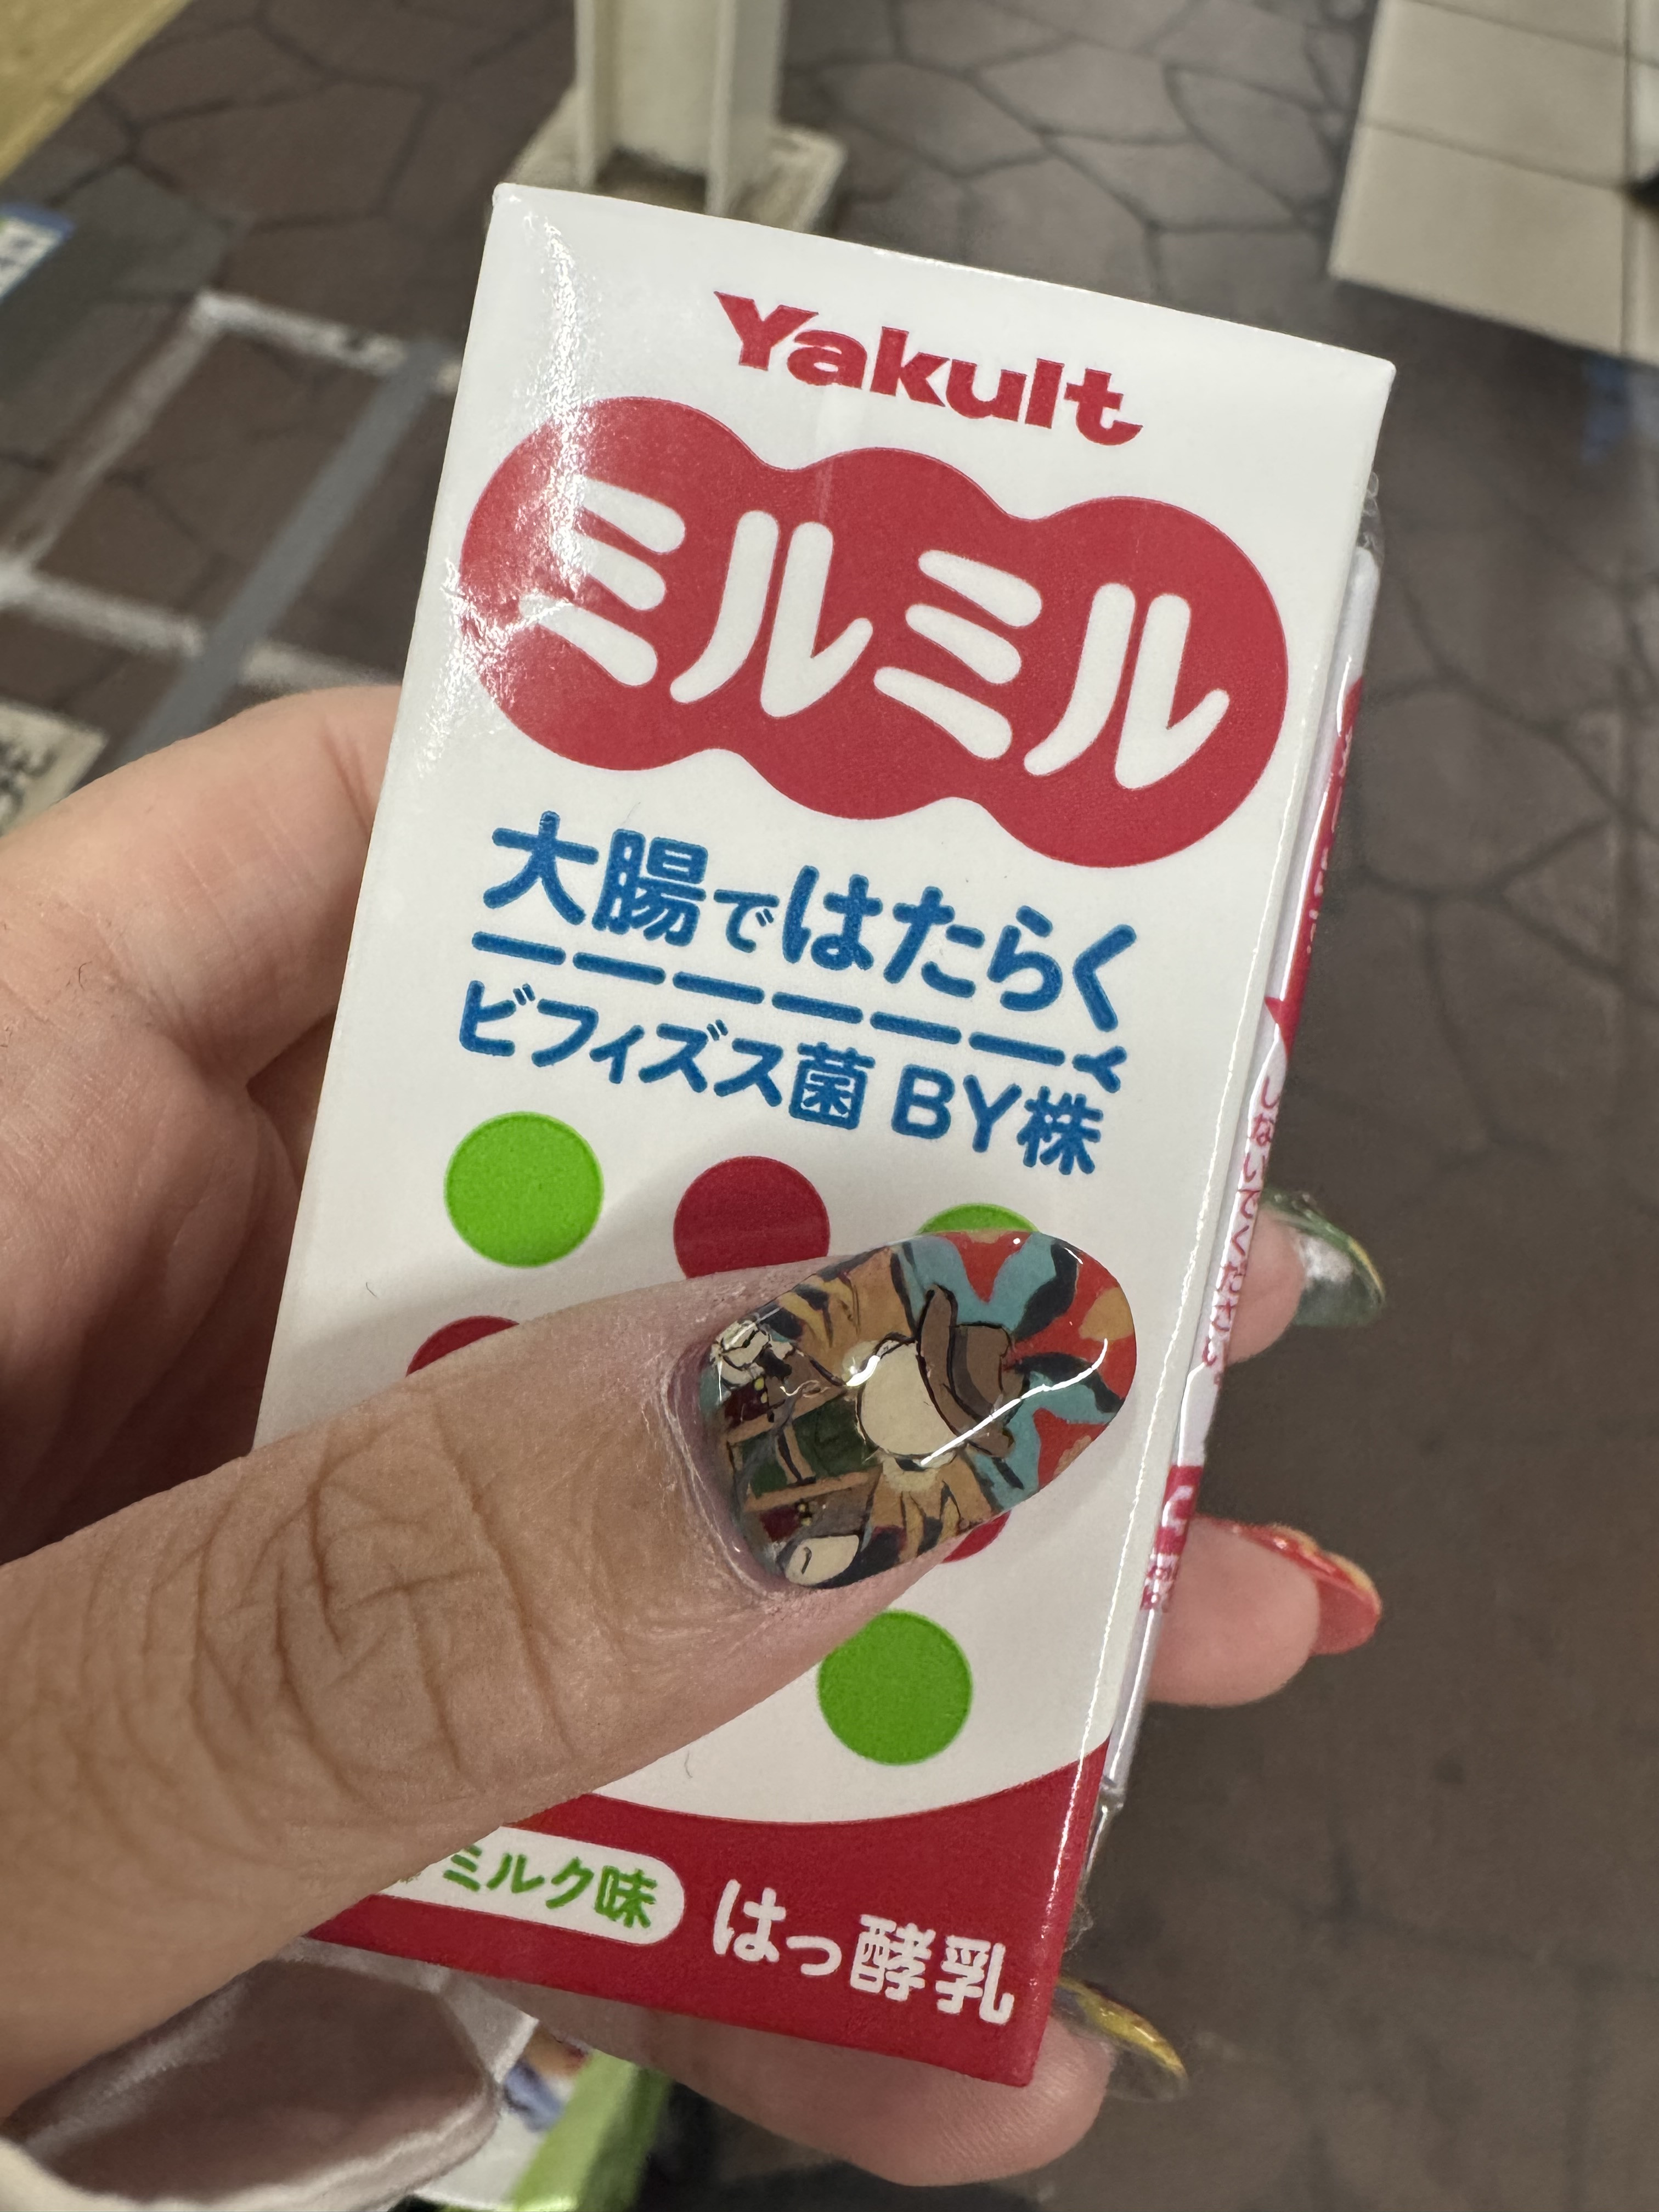 Yakult
ミルミル
大腸ではたらく
ビフィズス菌 BY株
ミルク味
はっ酵乳